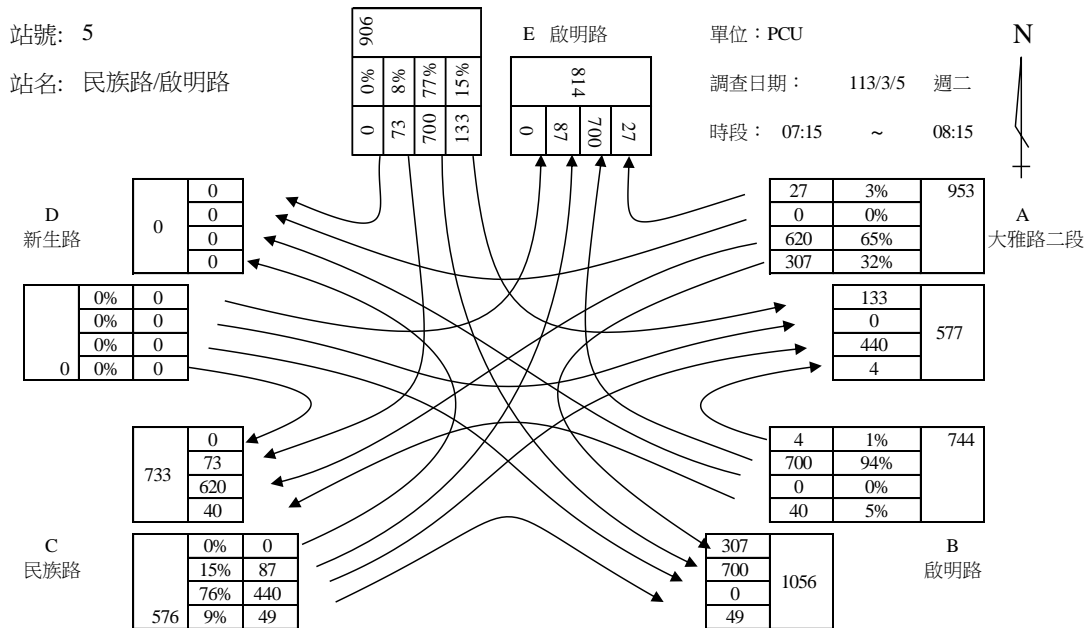 站號: 5
站名: 民族路/啟明路
906
0% 8% 77% 15%
0 73 700 133
E 啟明路
814
0 87 700 27
單位：PCU
調查日期： 113/3/5 週二
時段： 07:15 ~ 08:15
N
D
新生路
0
0
0
0
0
0% 0
0% 0
0% 0
0 0% 0
27 3% 953
0 0%
620 65%
307 32%
A
大雅路二段
133
0
440
4
577
733
0
73
620
40
4 1% 744
700 94%
0 0%
40 5%
C
民族路
0% 0
15% 87
76% 440
576 9% 49
307
700
0
49
1056
B
啟明路